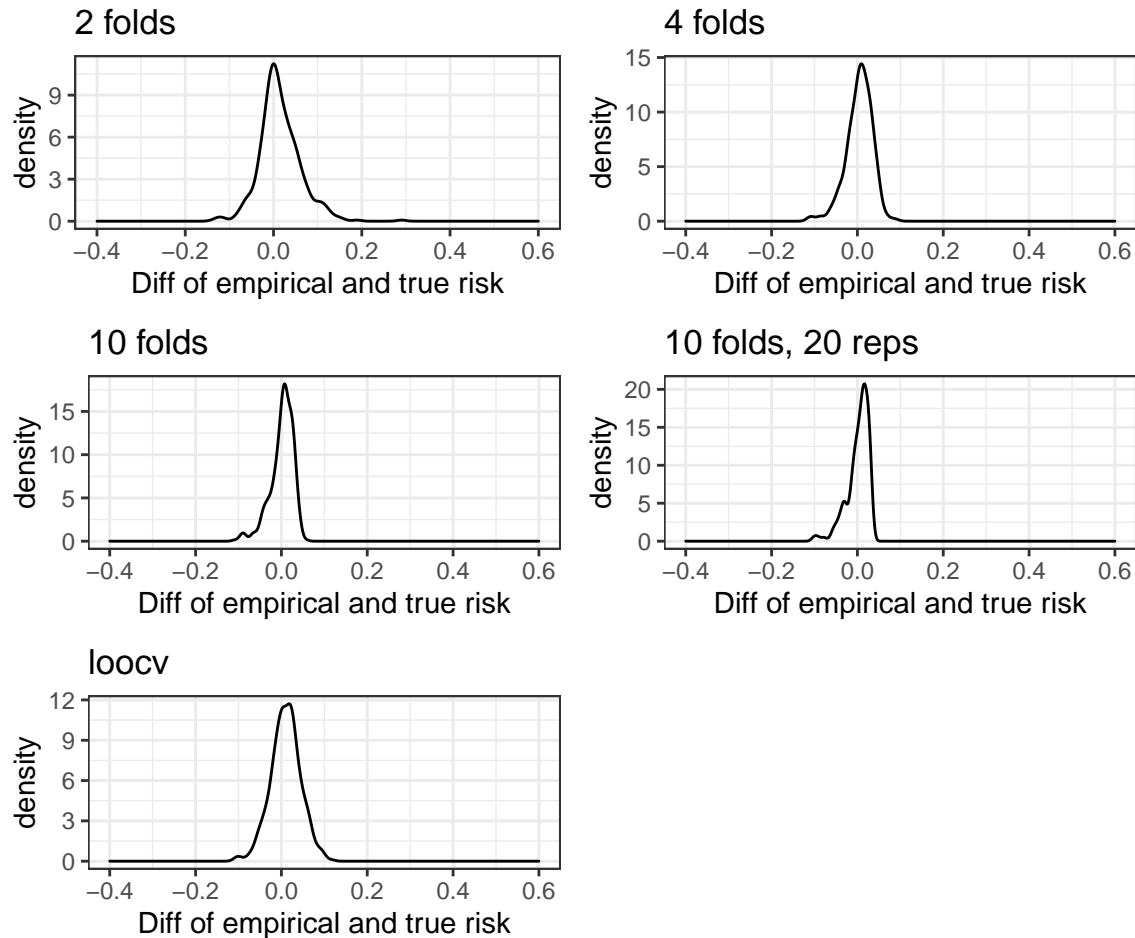 2 folds
density
9
6
3
0
−0.4 −0.2 0.0 0.2 0.4 0.6
Diff of empirical and true risk
4 folds
density
15
10
5
0
−0.4 −0.2 0.0 0.2 0.4 0.6
Diff of empirical and true risk
10 folds
density
15
10
5
0
−0.4 −0.2 0.0 0.2 0.4 0.6
Diff of empirical and true risk
10 folds, 20 reps
density
20
15
10
5
0
−0.4 −0.2 0.0 0.2 0.4 0.6
Diff of empirical and true risk
loocv
density
12
9
6
3
0
−0.4 −0.2 0.0 0.2 0.4 0.6
Diff of empirical and true risk